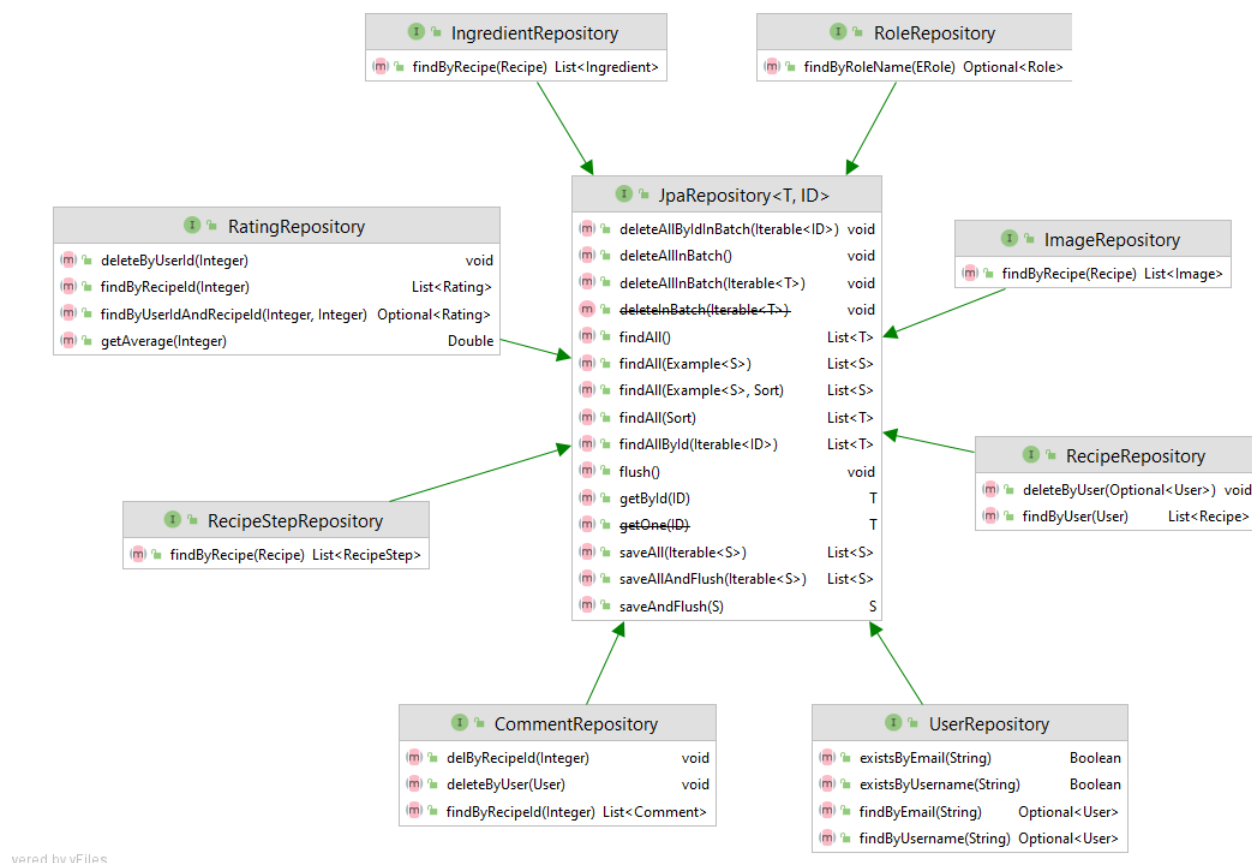 IngredientRepository
findByRecipe(Recipe) List<Ingredient>
RoleRepository
findByRoleName(ERole) Optional<Role>
JpaRepository<T, ID>
deleteAllByIdInBatch(Iterable<ID>) void
deleteAllInBatch() void
deleteAllInBatch(Iterable<T>) void
deleteInBatch(Iterable<T>) void
findAll() List<T>
findAll(Example<S>) List<S>
findAll(Example<S>, Sort) List<S>
findAll(Sort) List<T>
findAllById(Iterable<ID>) List<T>
flush() void
getById(ID) T
getOne(ID) T
saveAll(Iterable<S>) List<S>
saveAllAndFlush(Iterable<S>) List<S>
saveAndFlush(S) S
RatingRepository
deleteByUserId(Integer) void
findByRecipeId(Integer) List<Rating>
findByUserIdAndRecipeId(Integer, Integer) Optional<Rating>
getAverage(Integer) Double
ImageRepository
findByRecipe(Recipe) List<Image>
RecipeRepository
deleteByUser(Optional<User>) void
findByUser(User) List<Recipe>
RecipeStepRepository
findByRecipe(Recipe) List<RecipeStep>
CommentRepository
delByRecipeId(Integer) void
deleteByUser(User) void
findByRecipeId(Integer) List<Comment>
UserRepository
existsByEmail(String) Boolean
existsByUsername(String) Boolean
findByEmail(String) Optional<User>
findByUsername(String) Optional<User>
vered by yFiles